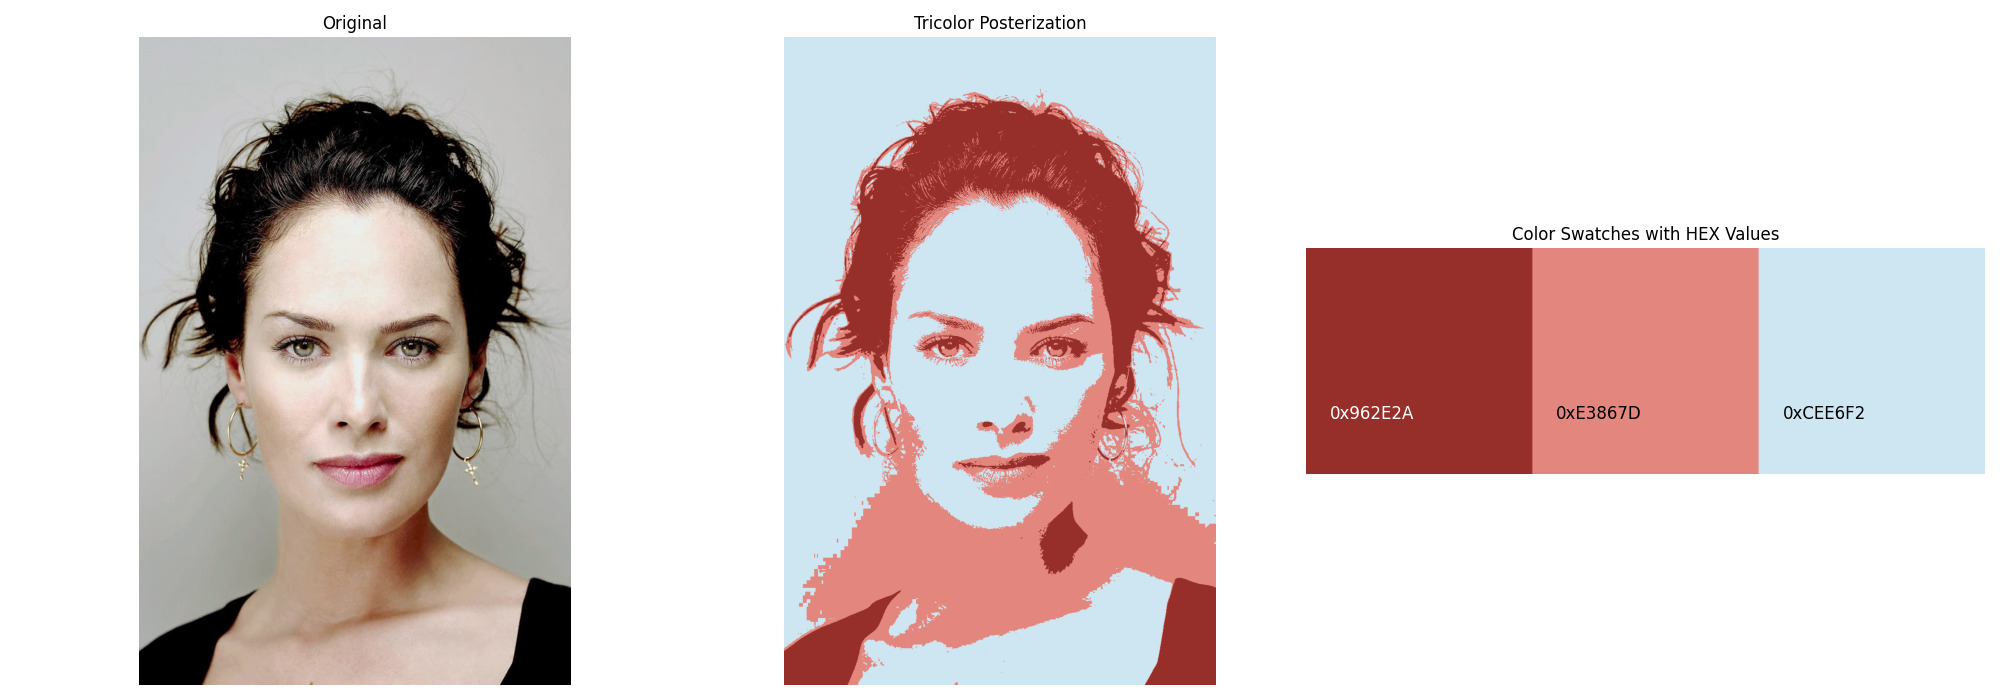 Original
Tricolor Posterization
Color Swatches with HEX Values
0x962E2A
0xE3867D
0xCEE6F2